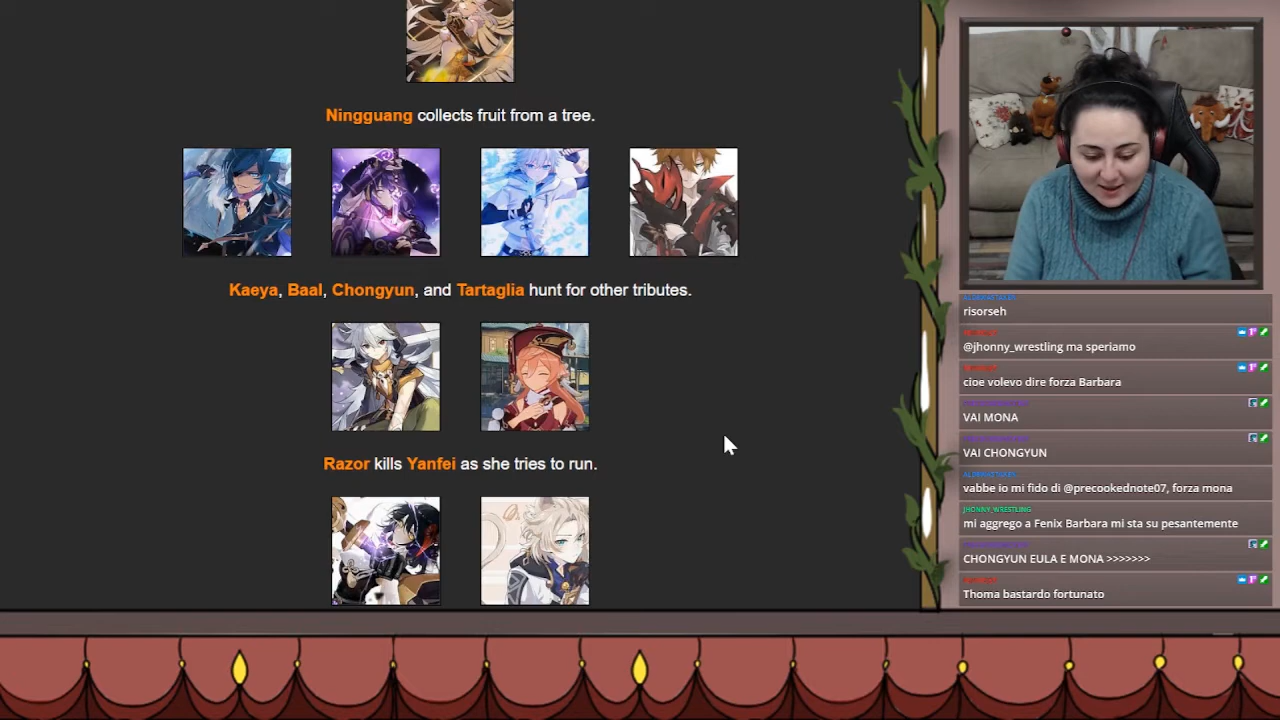 Ningguang collects fruit from a tree.
Kaeya, Baal, Chongyun, and Tartaglia hunt for other tributes.
Razor kills Yanfei as she tries to run.
risorseh
@jhonny_wrestling ma speriamo
cioe volevo dire forza Barbara
VAI MONA
VAI CHONGYUN
vabbe io mi fido di @precookednote07, forza mona
JHONNY_WRESTLING
mi aggrego a Fenix Barbara mi sta su pesantemente
CHONGYUN EULA E MONA >>>>>>>
Thoma bastardo fortunato